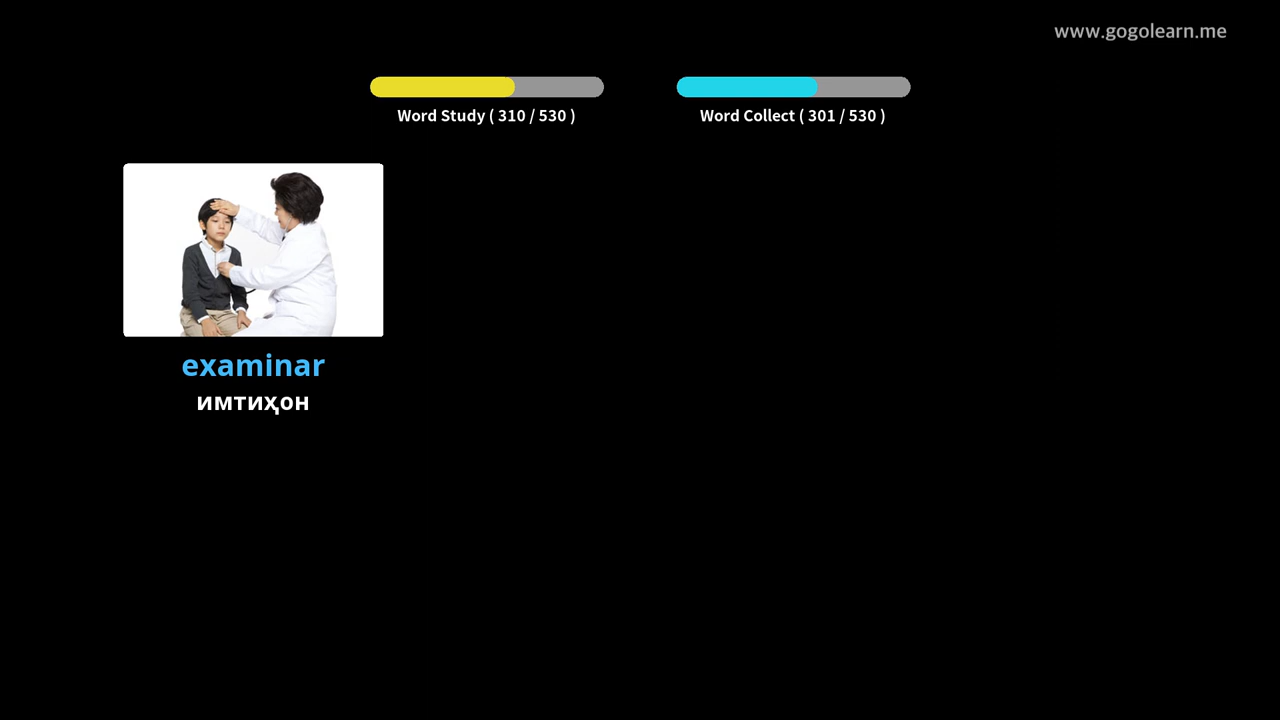 www.gogolearn.me
Word Study ( 310 / 530 )
Word Collect ( 301 / 530 )
examinar
имтиҳон